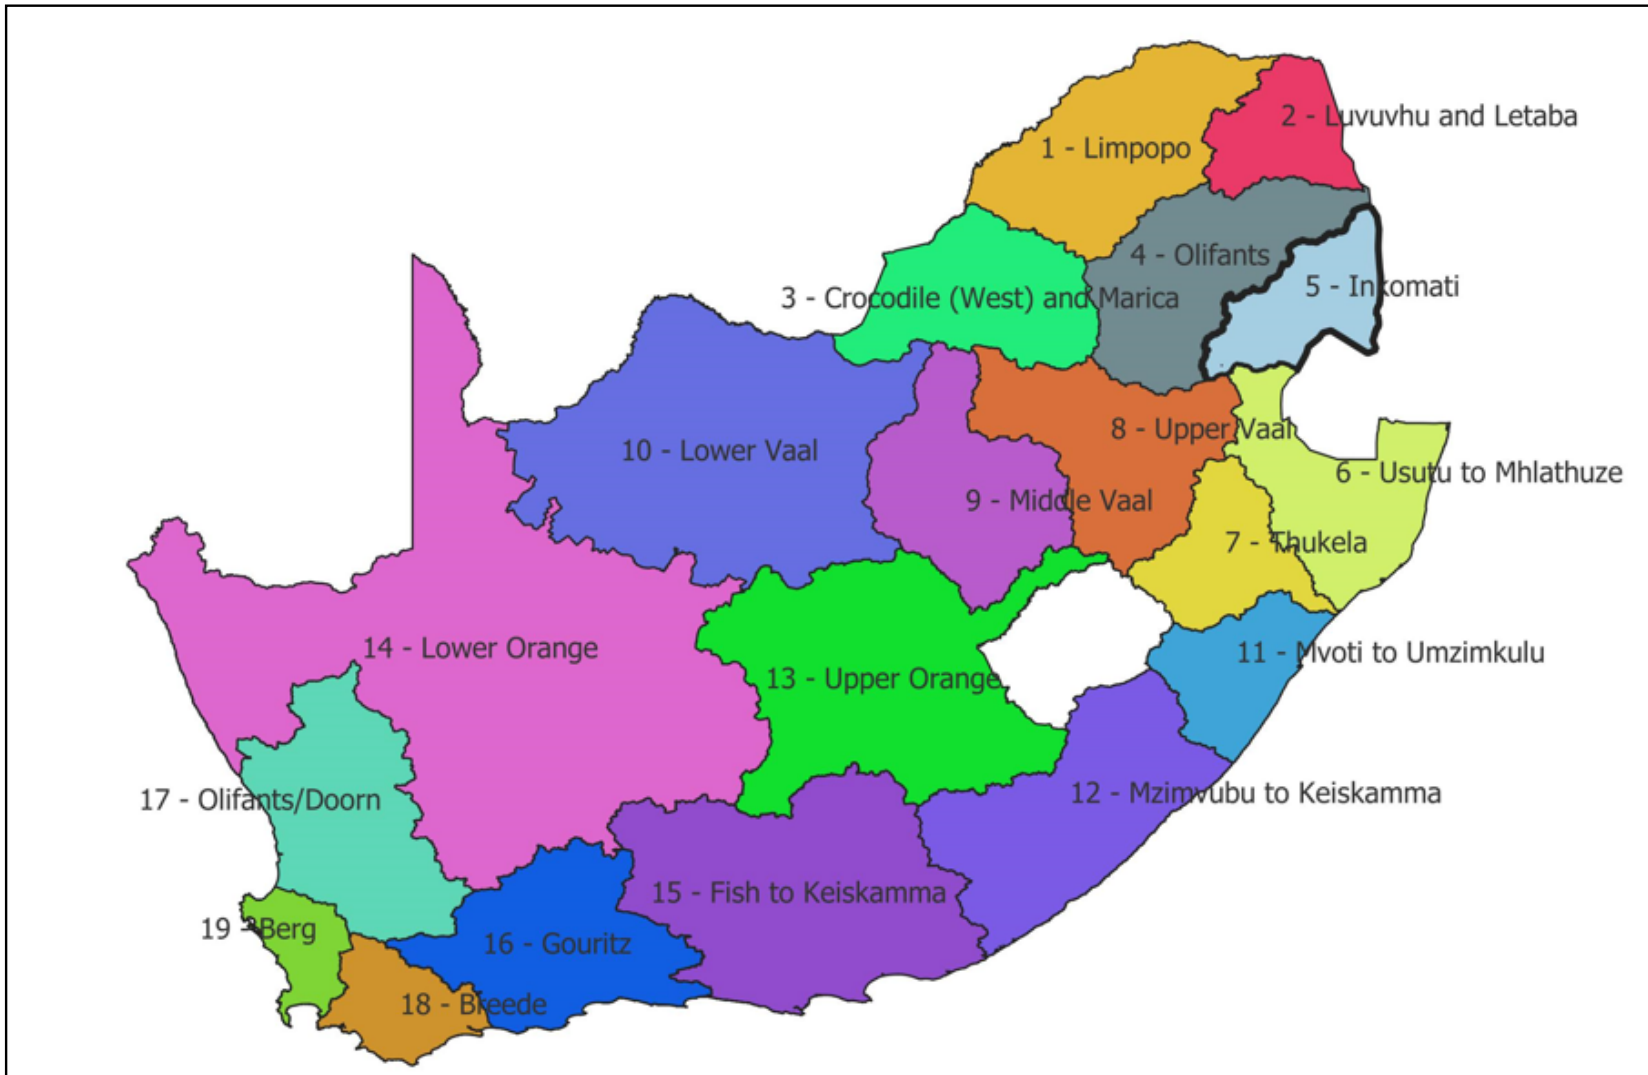 1 - Limpopo
2 - Luvuvhu and Letaba
3 - Crocodile (West) and Marica
4 - Olifants
5 - Inkomati
6 - Usutu to Mhlathuze
7 - Thukela
8 - Upper Vaal
9 - Middle Vaal
10 - Lower Vaal
11 - Mvoti to Umzimkulu
12 - Mzimvubu to Keiskamma
13 - Upper Orange
14 - Lower Orange
15 - Fish to Keiskamma
16 - Gouritz
17 - Olifants/Doorn
18 - Breede
19 - Berg